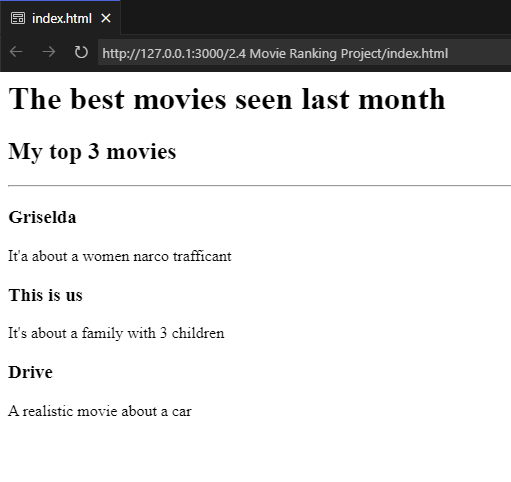 index.html
http://127.0.0.1:3000/2.4 Movie Ranking Project/index.html
The best movies seen last month
My top 3 movies
Griselda
It'a about a women narco trafficant
This is us
It's about a family with 3 children
Drive
A realistic movie about a car